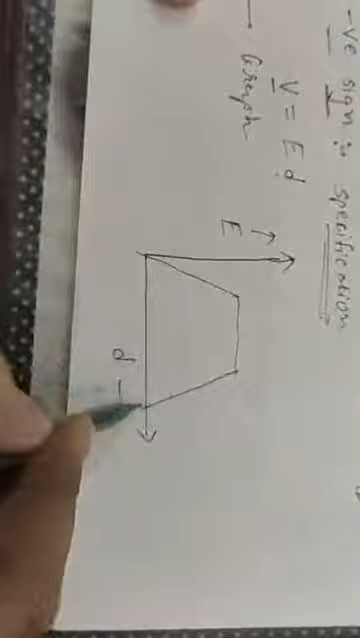 -ve sign :- specification
V = E d
→ Graph
E ↑
d →